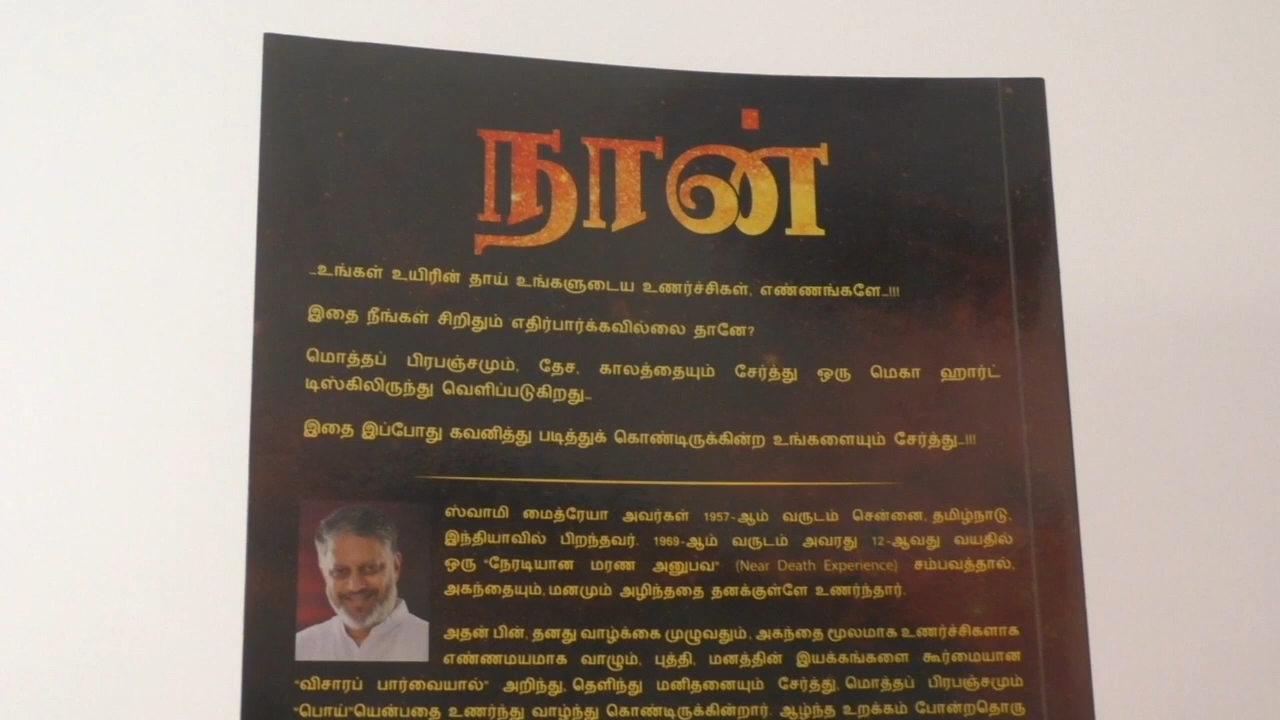 நான்
...உங்கள் உயிரின் தாய் உங்களுடைய உணர்ச்சிகள், எண்ணங்களே...!!!
இதை நீங்கள் சிறிதும் எதிர்பார்க்கவில்லை தானே?
மொத்தப் பிரபஞ்சமும், தேச, காலத்தையும் சேர்த்து ஒரு மெகா ஹார்ட்
டிஸ்கிலிருந்து வெளிப்படுகிறது...
இதை இப்போது கவனித்து படித்துக் கொண்டிருக்கின்ற உங்களையும் சேர்த்து...!!!
ஸ்வாமி மைத்ரேயா அவர்கள் 1957-ஆம் வருடம் சென்னை, தமிழ்நாடு,
இந்தியாவில் பிறந்தவர். 1969-ஆம் வருடம் அவரது 12-ஆவது வயதில்
ஒரு "நேரடியான மரண அனுபவ" (Near Death Experience) சம்பவத்தால்,
அகந்தையும், மனமும் அழிந்ததை தனக்குள்ளே உணர்ந்தார்.
அதன் பின், தனது வாழ்க்கை முழுவதும், அகந்தை மூலமாக உணர்ச்சிகளாக
எண்ணமயமாக வாழும், புத்தி, மனத்தின் இயக்கங்களை கூர்மையான
"விசாரப் பார்வையால்" அறிந்து, தெளிந்து மனிதனையும் சேர்த்து, மொத்தப் பிரபஞ்சமும்
"பொய்"யென்பதை உணர்ந்து வாழ்ந்து கொண்டிருக்கின்றார். ஆழ்ந்த உறக்கம் போன்றதொரு